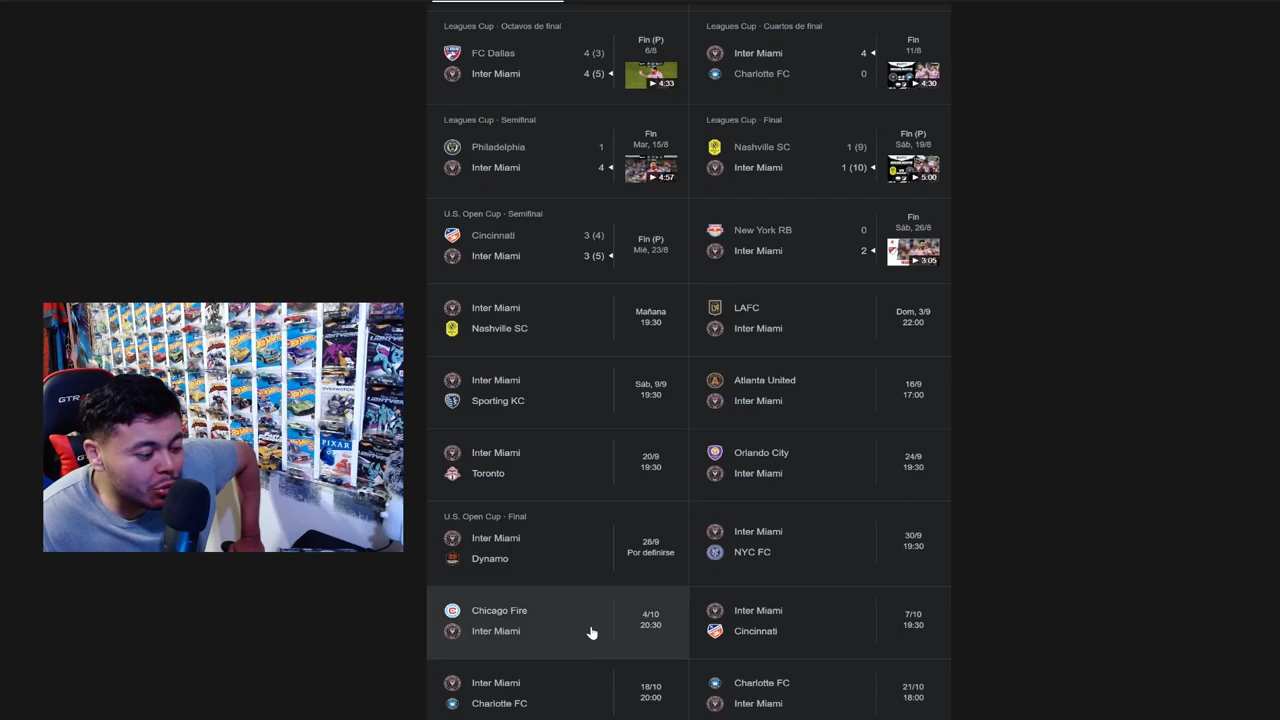 Leagues Cup · Octavos de final
FC Dallas 4 (3)
Inter Miami 4 (5)
Fin (P)
6/8
4:33
Leagues Cup · Cuartos de final
Inter Miami 4
Charlotte FC 0
Fin
11/8
4:30
Leagues Cup · Semifinal
Philadelphia 1
Inter Miami 4
Fin
Mar, 15/8
4:57
Leagues Cup · Final
Nashville SC 1 (9)
Inter Miami 1 (10)
Fin (P)
Sáb, 19/8
5:00
U.S. Open Cup · Semifinal
Cincinnati 3 (4)
Inter Miami 3 (5)
Fin (P)
Mié, 23/8
New York RB 0
Inter Miami 2
Fin
Sáb, 26/8
3:05
Inter Miami
Nashville SC
Mañana
19:30
LAFC
Inter Miami
Dom, 3/9
22:00
Inter Miami
Sporting KC
Sáb, 9/9
19:30
Atlanta United
Inter Miami
16/9
17:00
Inter Miami
Toronto
20/9
19:30
Orlando City
Inter Miami
24/9
19:30
U.S. Open Cup · Final
Inter Miami
Dynamo
28/9
Por definirse
Inter Miami
NYC FC
30/9
19:30
Chicago Fire
Inter Miami
4/10
20:30
Inter Miami
Cincinnati
7/10
19:30
Inter Miami
Charlotte FC
18/10
20:00
Charlotte FC
Inter Miami
21/10
18:00
GTR
PIXAR
OVERWATCH